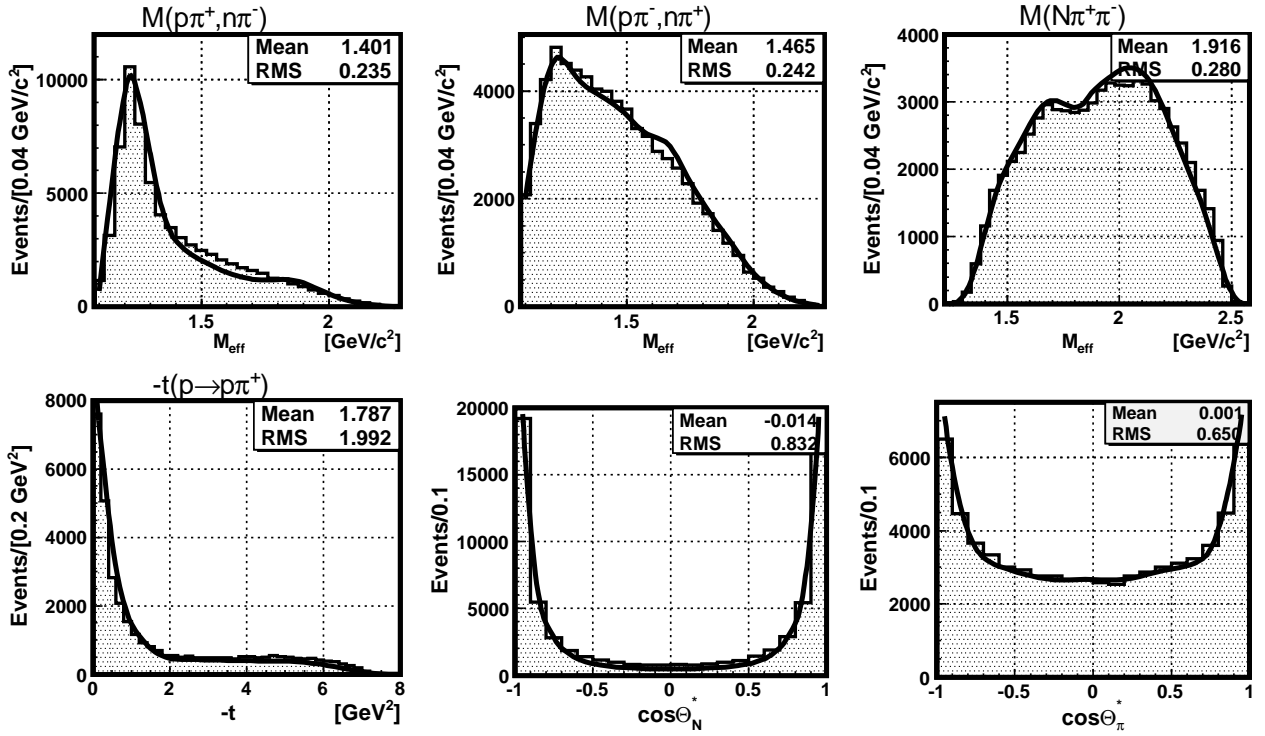 M(pπ⁺,nπ⁻)
Mean 1.401
RMS 0.235
Events/[0.04 GeV/c²]
10000
5000
0
1.5 2
M_eff [GeV/c²]
M(pπ⁻,nπ⁺)
Mean 1.465
RMS 0.242
Events/[0.04 GeV/c²]
4000
2000
0
1.5 2
M_eff [GeV/c²]
M(Nπ⁺π⁻)
Mean 1.916
RMS 0.280
Events/[0.04 GeV/c²]
4000
3000
2000
1000
0
1.5 2 2.5
M_eff [GeV/c²]
-t(p→pπ⁺)
Mean 1.787
RMS 1.992
Events/[0.2 GeV²]
8000
6000
4000
2000
0
0 2 4 6 8
-t [GeV²]
Mean -0.014
RMS 0.832
Events/0.1
20000
15000
10000
5000
0
-1 -0.5 0 0.5 1
cosΘ*_N
Mean 0.001
RMS 0.650
Events/0.1
6000
4000
2000
0
-1 -0.5 0 0.5 1
cosΘ*_π